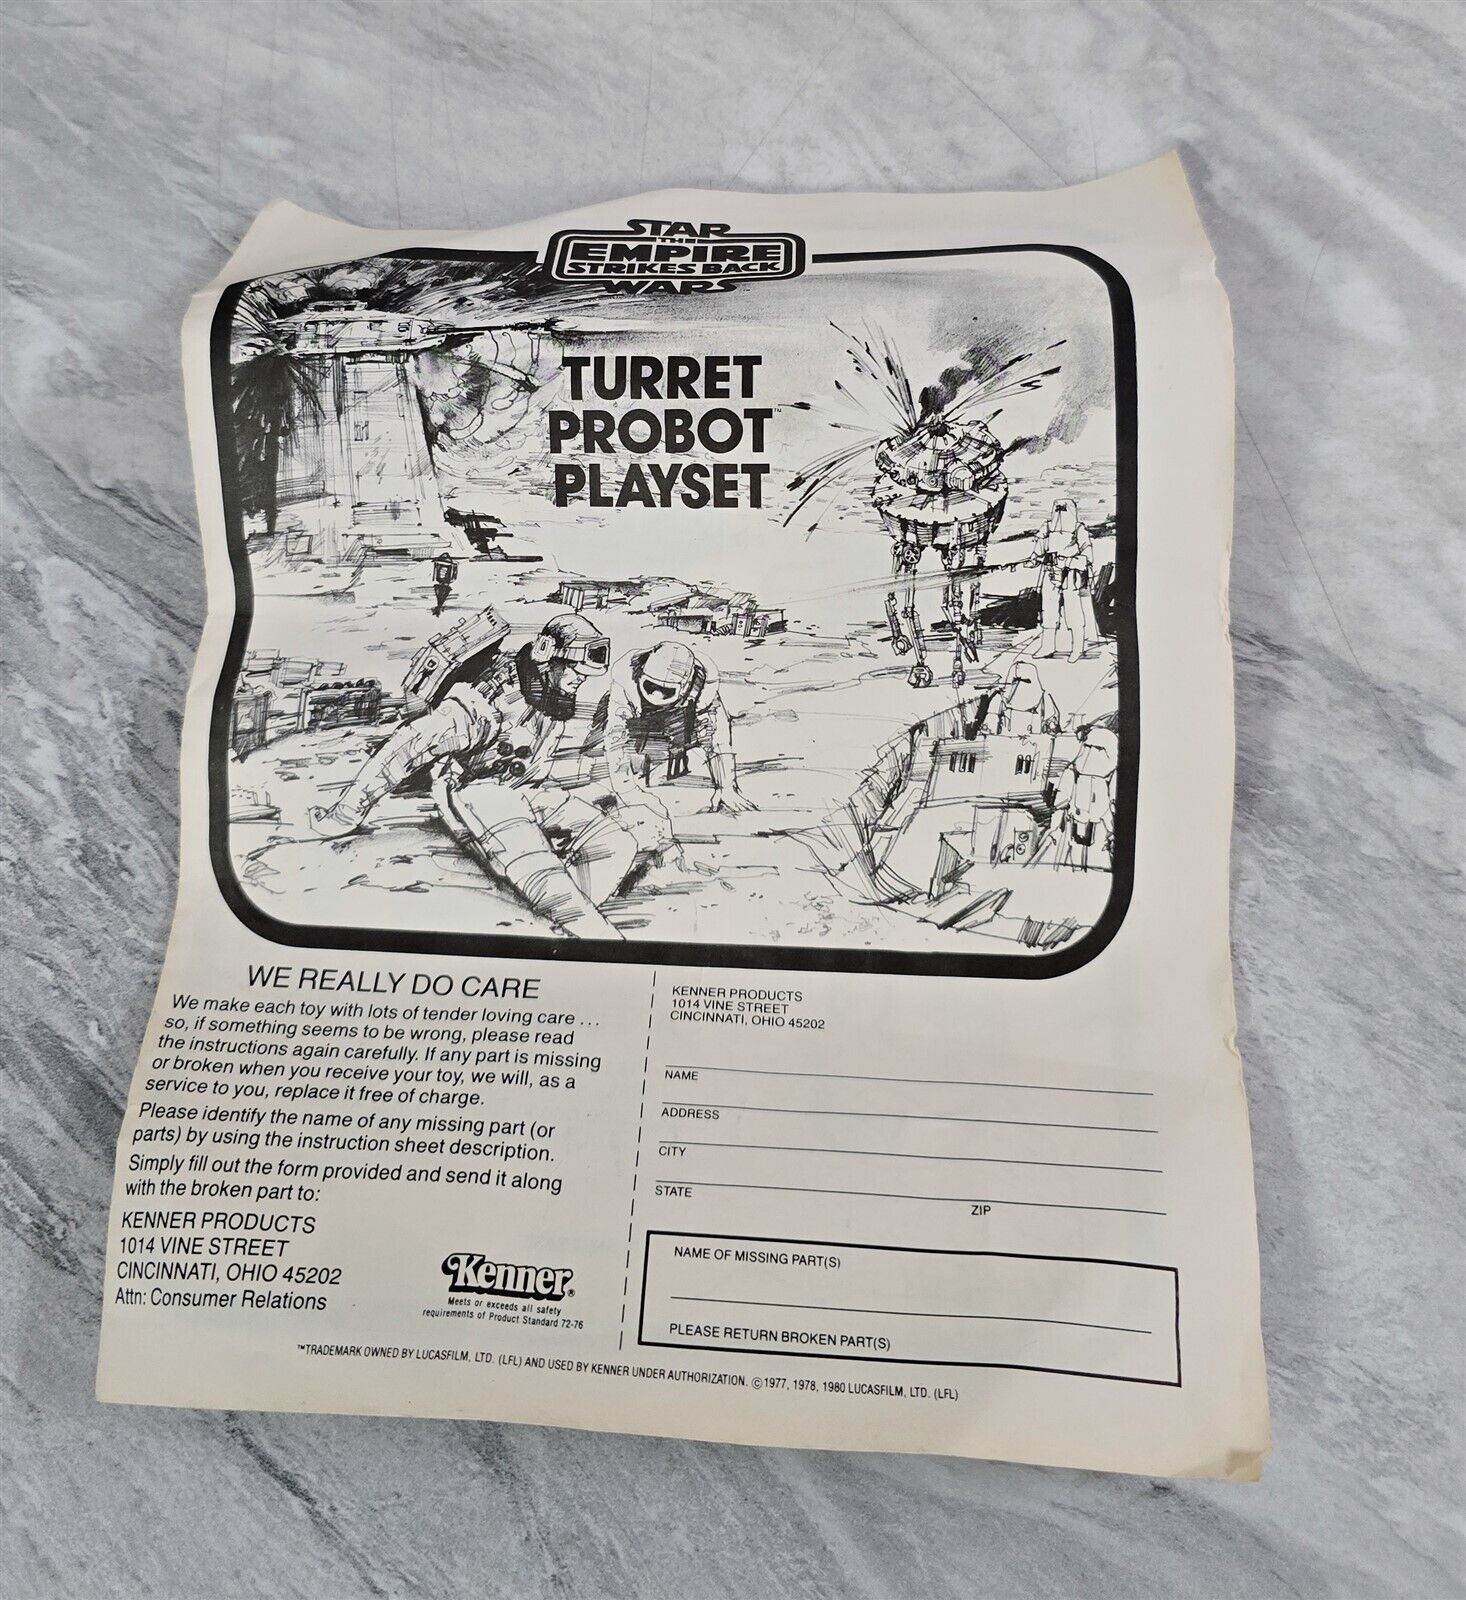 STAR
THE
EMPIRE
STRIKES BACK
WARS™
TURRET
PROBOT™
PLAYSET
WE REALLY DO CARE
We make each toy with lots of tender loving care ...
so, if something seems to be wrong, please read
the instructions again carefully. If any part is missing
or broken when you receive your toy, we will, as a
service to you, replace it free of charge.
Please identify the name of any missing part (or
parts) by using the instruction sheet description.
Simply fill out the form provided and send it along
with the broken part to:
KENNER PRODUCTS
1014 VINE STREET
CINCINNATI, OHIO 45202
Attn: Consumer Relations
Kenner®
Meets or exceeds all safety
requirements of Product Standard 72-76
KENNER PRODUCTS
1014 VINE STREET
CINCINNATI, OHIO 45202
NAME
ADDRESS
CITY
STATE ZIP
NAME OF MISSING PART(S)
PLEASE RETURN BROKEN PART(S)
™TRADEMARK OWNED BY LUCASFILM, LTD. (LFL) AND USED BY KENNER UNDER AUTHORIZATION. ©1977, 1978, 1980 LUCASFILM, LTD. (LFL)